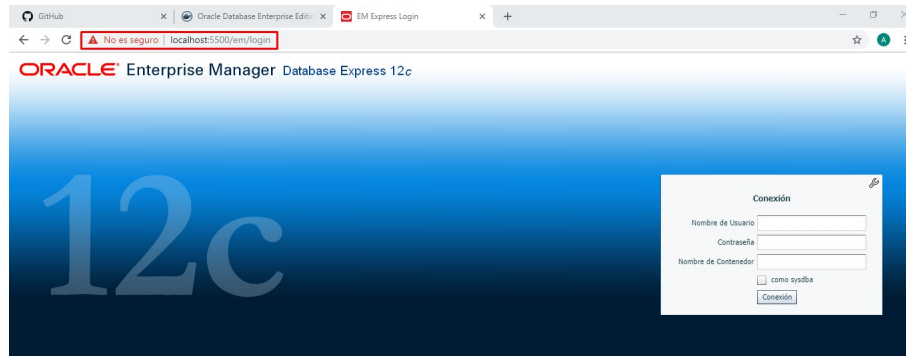 GitHub
Oracle Database Enterprise Editic
EM Express Login
No es seguro | localhost:5500/em/login
A
ORACLE Enterprise Manager Database Express 12c
12c
Conexión
Nombre de Usuario
Contraseña
Nombre de Contenedor
como sysdba
Conexión